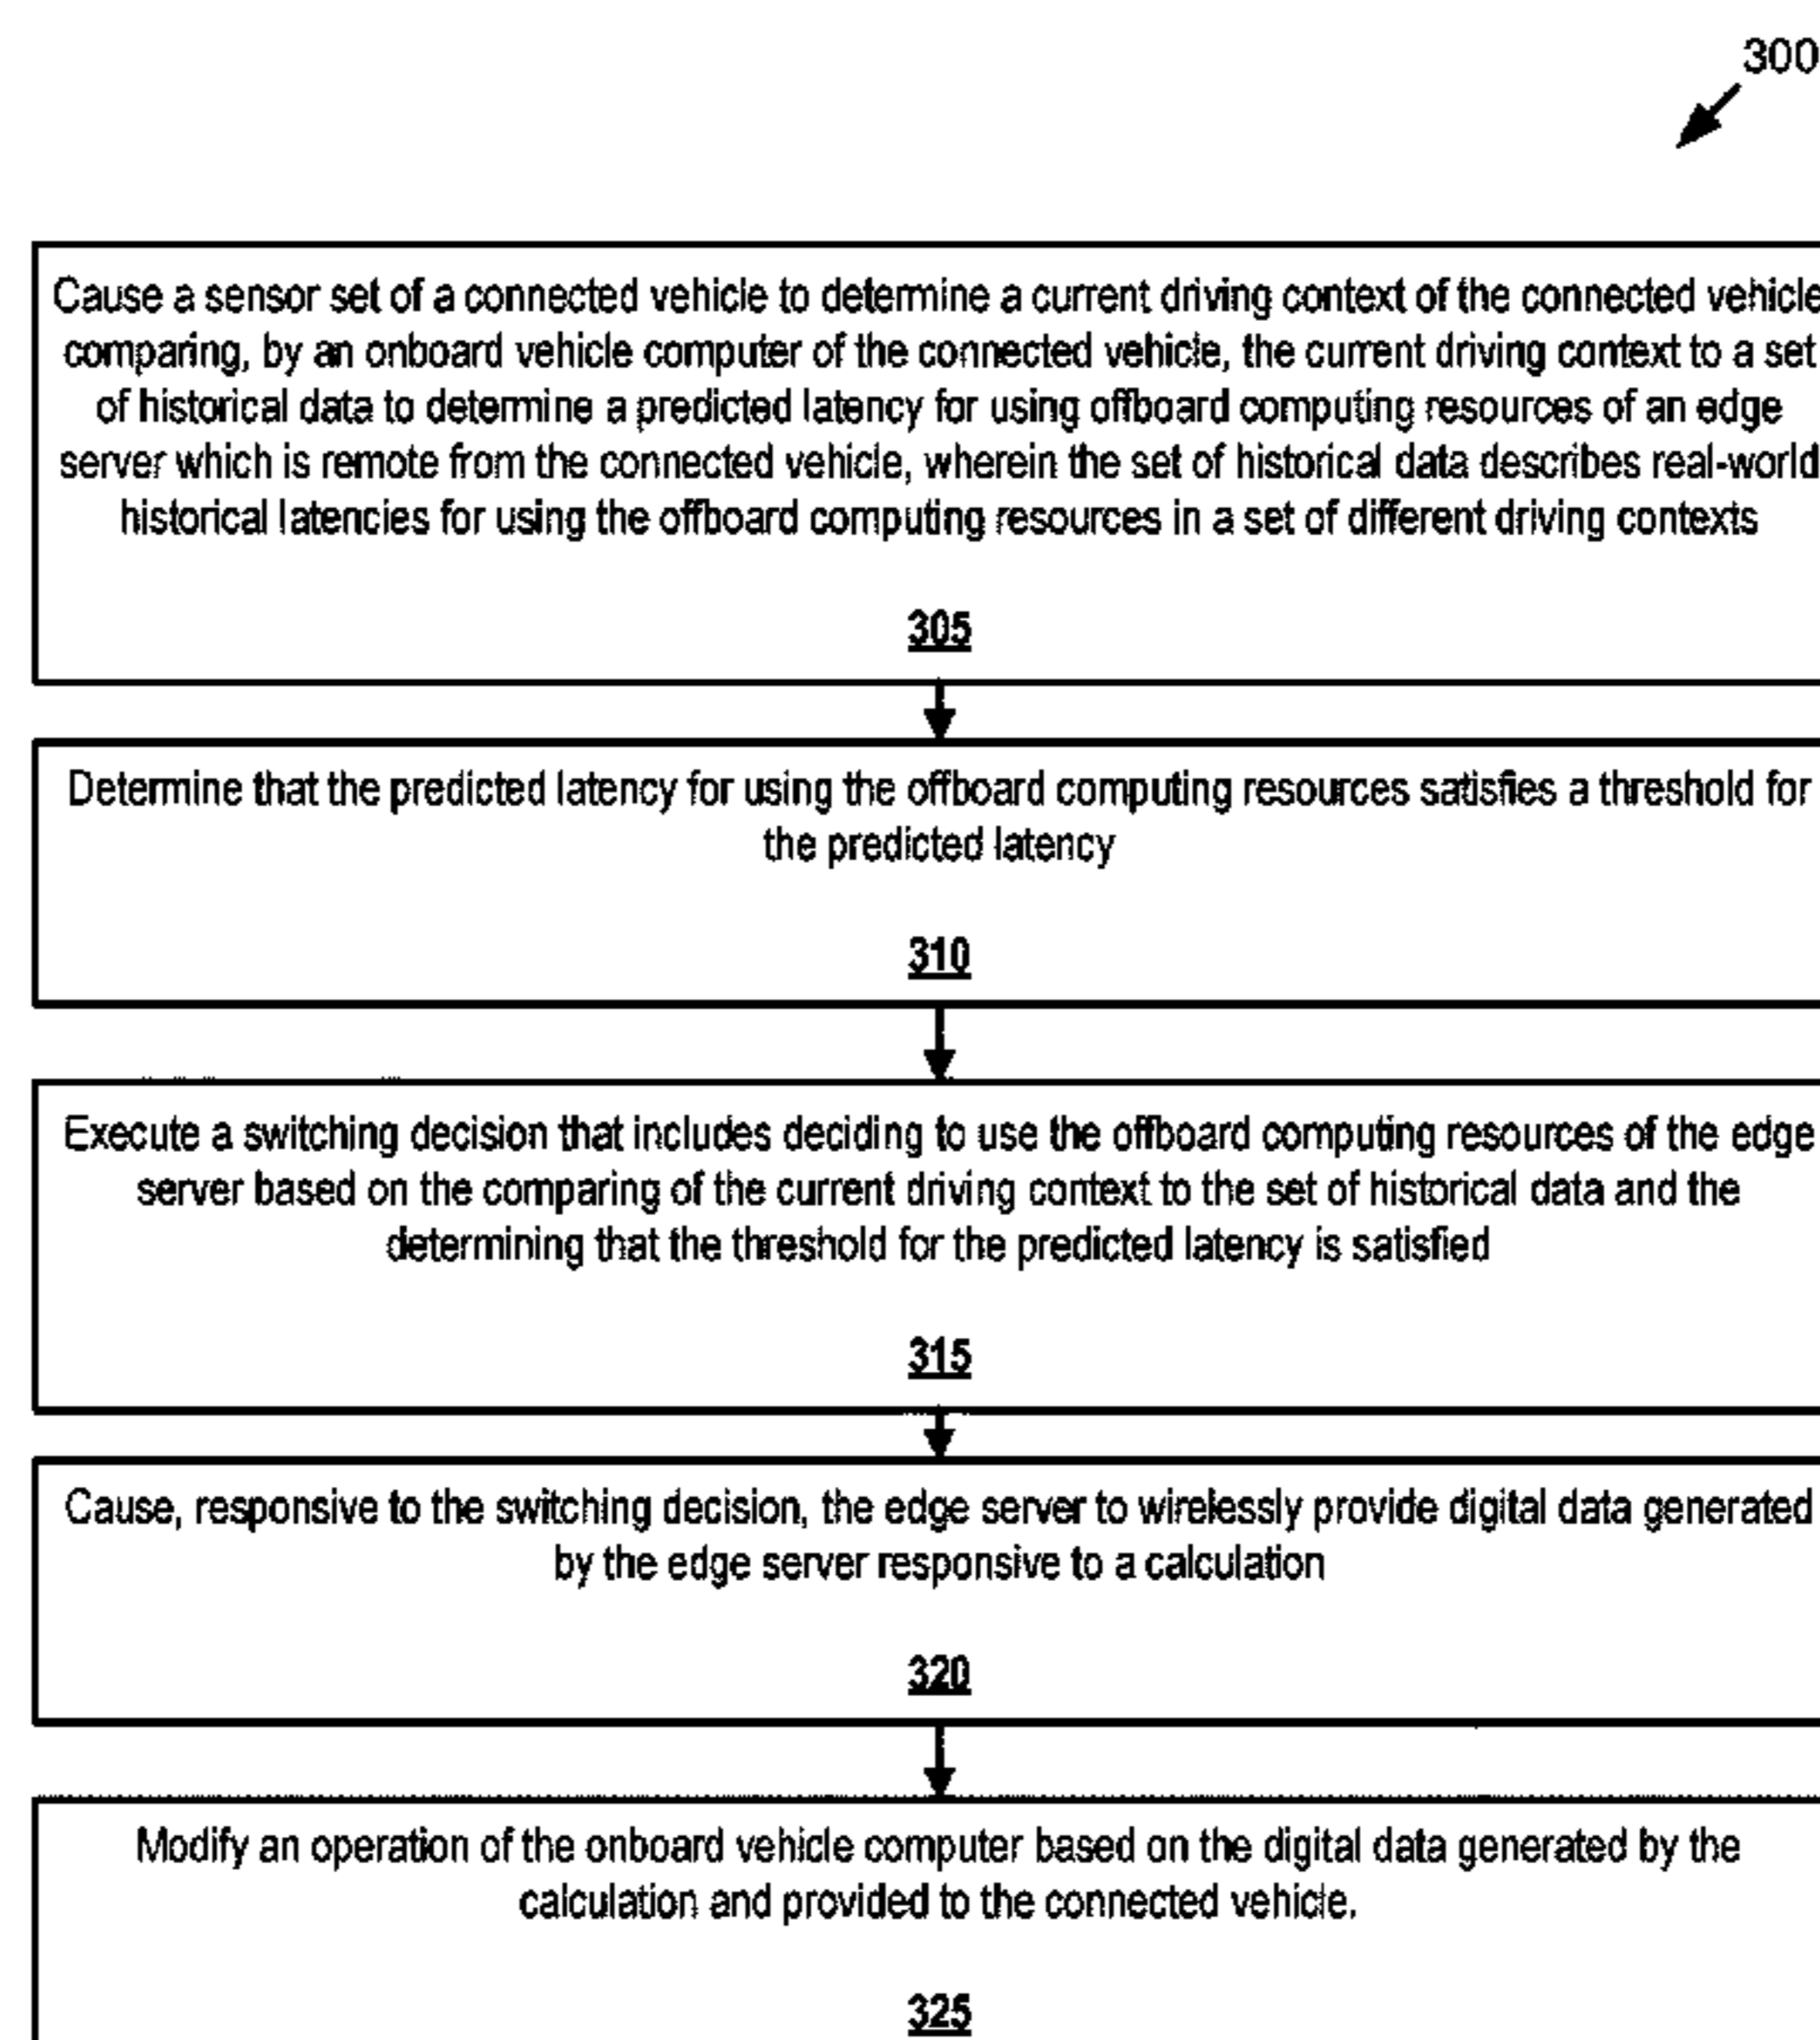 300
Cause a sensor set of a connected vehicle to determine a current driving context of the connected vehicle
comparing, by an onboard vehicle computer of the connected vehicle, the current driving context to a set
of historical data to determine a predicted latency for using offboard computing resources of an edge
server which is remote from the connected vehicle, wherein the set of historical data describes real-world
historical latencies for using the offboard computing resources in a set of different driving contexts
305
Determine that the predicted latency for using the offboard computing resources satisfies a threshold for
the predicted latency
310
Execute a switching decision that includes deciding to use the offboard computing resources of the edge
server based on the comparing of the current driving context to the set of historical data and the
determining that the threshold for the predicted latency is satisfied
315
Cause, responsive to the switching decision, the edge server to wirelessly provide digital data generated
by the edge server responsive to a calculation
320
Modify an operation of the onboard vehicle computer based on the digital data generated by the
calculation and provided to the connected vehicle.
325